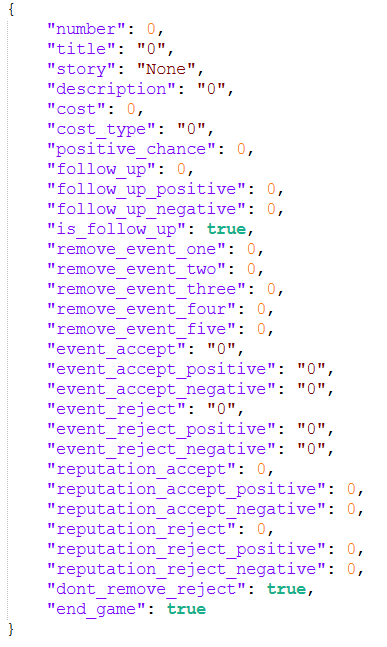 {
"number": 0,
"title": "0",
"story": "None",
"description": "0",
"cost": 0,
"cost_type": "0",
"positive_chance": 0,
"follow_up": 0,
"follow_up_positive": 0,
"follow_up_negative": 0,
"is_follow_up": true,
"remove_event_one": 0,
"remove_event_two": 0,
"remove_event_three": 0,
"remove_event_four": 0,
"remove_event_five": 0,
"event_accept": "0",
"event_accept_positive": "0",
"event_accept_negative": "0",
"event_reject": "0",
"event_reject_positive": "0",
"event_reject_negative": "0",
"reputation_accept": 0,
"reputation_accept_positive": 0,
"reputation_accept_negative": 0,
"reputation_reject": 0,
"reputation_reject_positive": 0,
"reputation_reject_negative": 0,
"dont_remove_reject": true,
"end_game": true
}